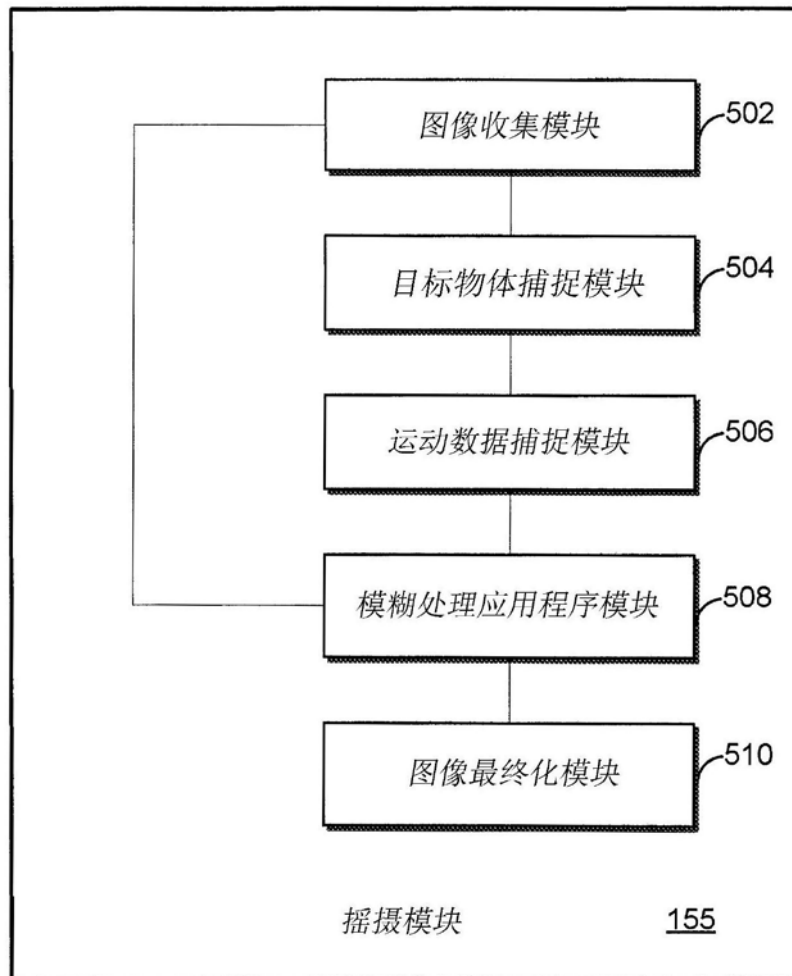 图像收集模块 502
目标物体捕捉模块 504
运动数据捕捉模块 506
模糊处理应用程序模块 508
图像最终化模块 510
摇摄模块 155